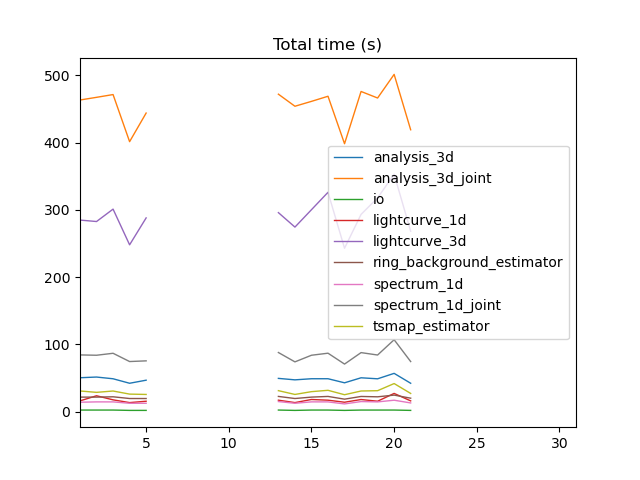 Total time (s)
500
400
300
200
100
0
analysis_3d
analysis_3d_joint
io
lightcurve_1d
lightcurve_3d
ring_background_estimator
spectrum_1d
spectrum_1d_joint
tsmap_estimator
5 10 15 20 25 30